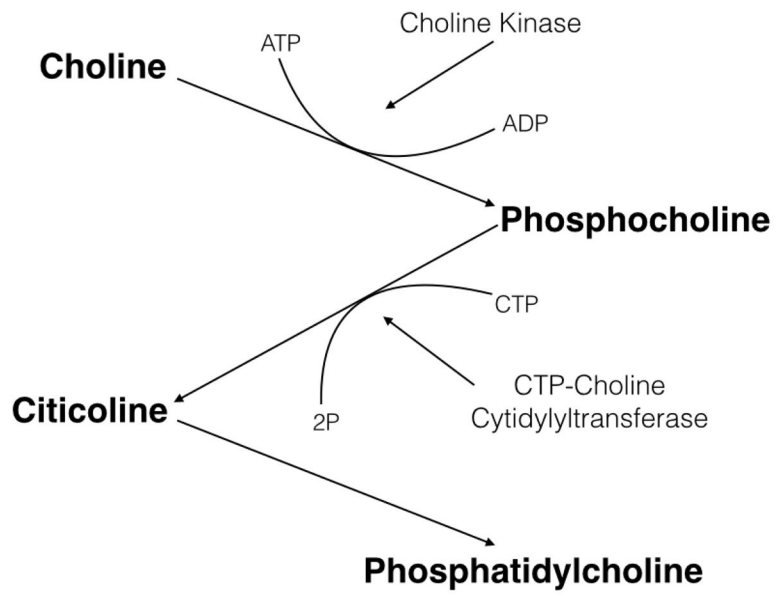 Choline Kinase
ATP
Choline
ADP
Phosphocholine
CTP
CTP-Choline
Cytidylyltransferase
Citicoline
2P
Phosphatidylcholine